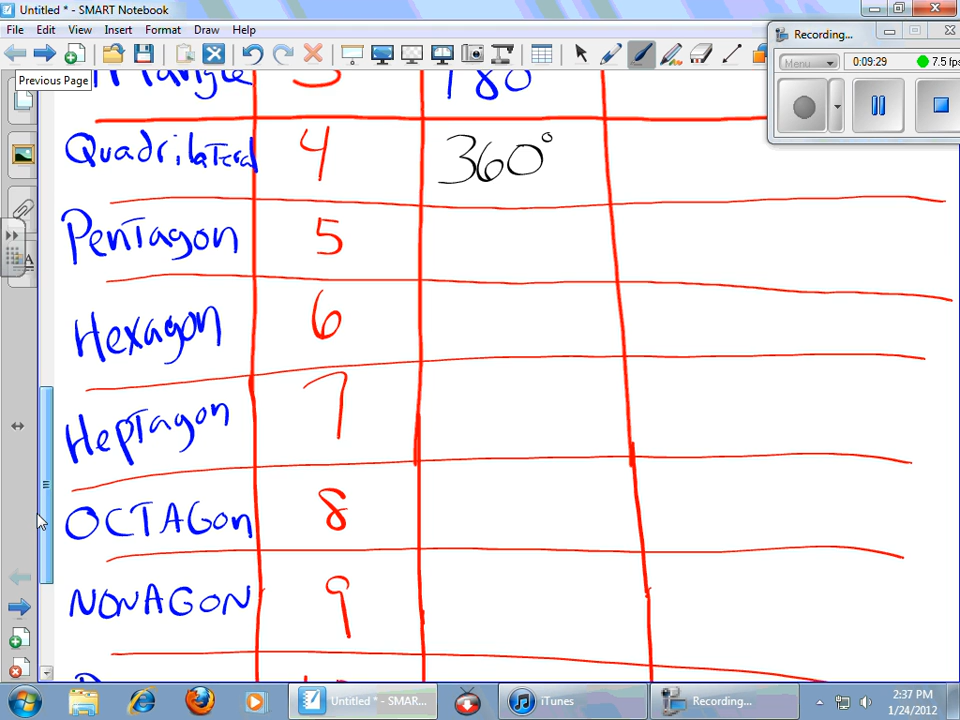 Untitled * - SMART Notebook
File Edit View Insert Format Draw Help
Previous Page
Recording...
Menu
0:09:29
7.5 fps
Triangle 3 180
Quadrilateral 4 360°
Pentagon 5
Hexagon 6
Heptagon 7
OCTAGon 8
NONAGON 9
Untitled * - SMAR...
iTunes
Recording...
2:37 PM
1/24/2012